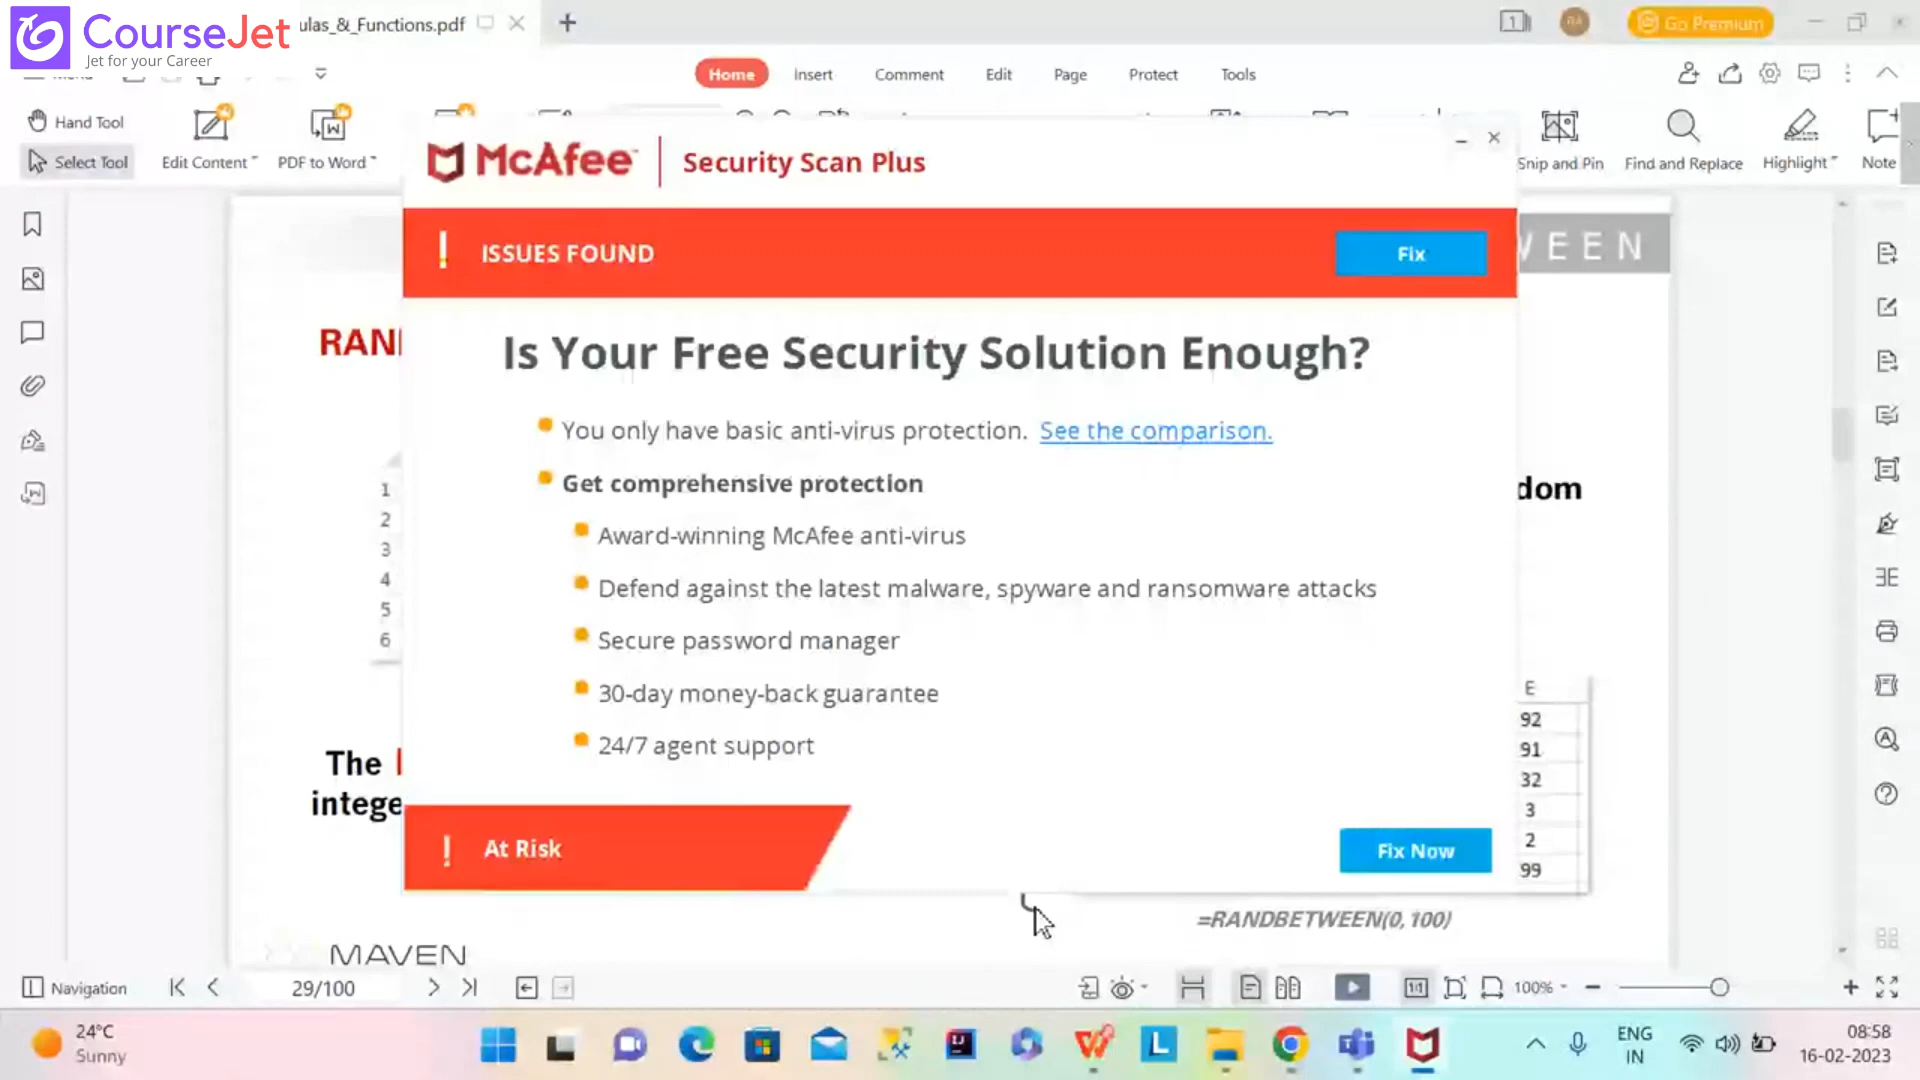 CourseJet
Jet for your Career
ulas_&_Functions.pdf
Go Premium
Home
Insert
Comment
Edit
Page
Protect
Tools
Hand Tool
Select Tool
Edit Content
PDF to Word
Snip and Pin
Find and Replace
Highlight
Note
McAfee
Security Scan Plus
ISSUES FOUND
Fix
WEEN
RAN
Is Your Free Security Solution Enough?
You only have basic anti-virus protection. See the comparison.
Get comprehensive protection
Award-winning McAfee anti-virus
Defend against the latest malware, spyware and ransomware attacks
Secure password manager
30-day money-back guarantee
24/7 agent support
At Risk
Fix Now
1
2
3
4
5
6
dom
E
92
91
32
3
2
99
The
intege
=RANDBETWEEN(0, 100)
MAVEN
Navigation
29/100
100%
24°C
Sunny
ENG
IN
08:58
16-02-2023